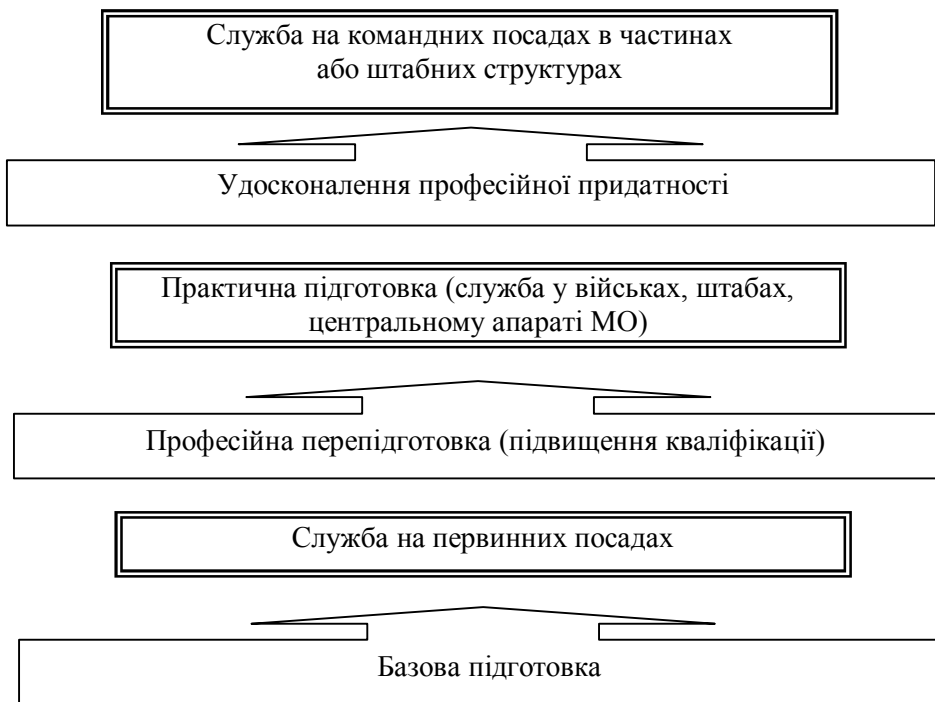 Служба на командних посадах в частинах
або штабних структурах
Удосконалення професійної придатності
Практична підготовка (служба у військах, штабах,
центральному апараті МО)
Професійна перепідготовка (підвищення кваліфікації)
Служба на первинних посадах
Базова підготовка